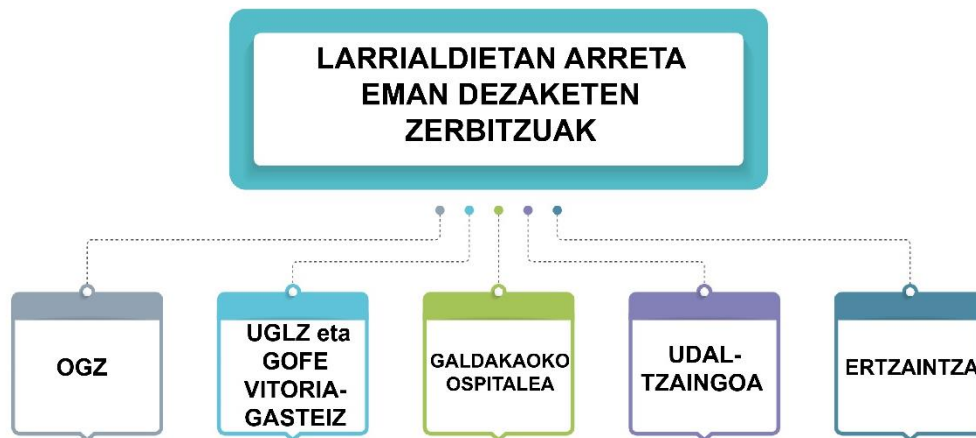 LARRIALDIETAN ARRETA
EMAN DEZAKETEN
ZERBITZUAK
OGZ
UGLZ eta
GOFE
VITORIA-
GASTEIZ
GALDAKAOKO
OSPITALEA
UDAL-
TZAINGOA
ERTZAINTZA